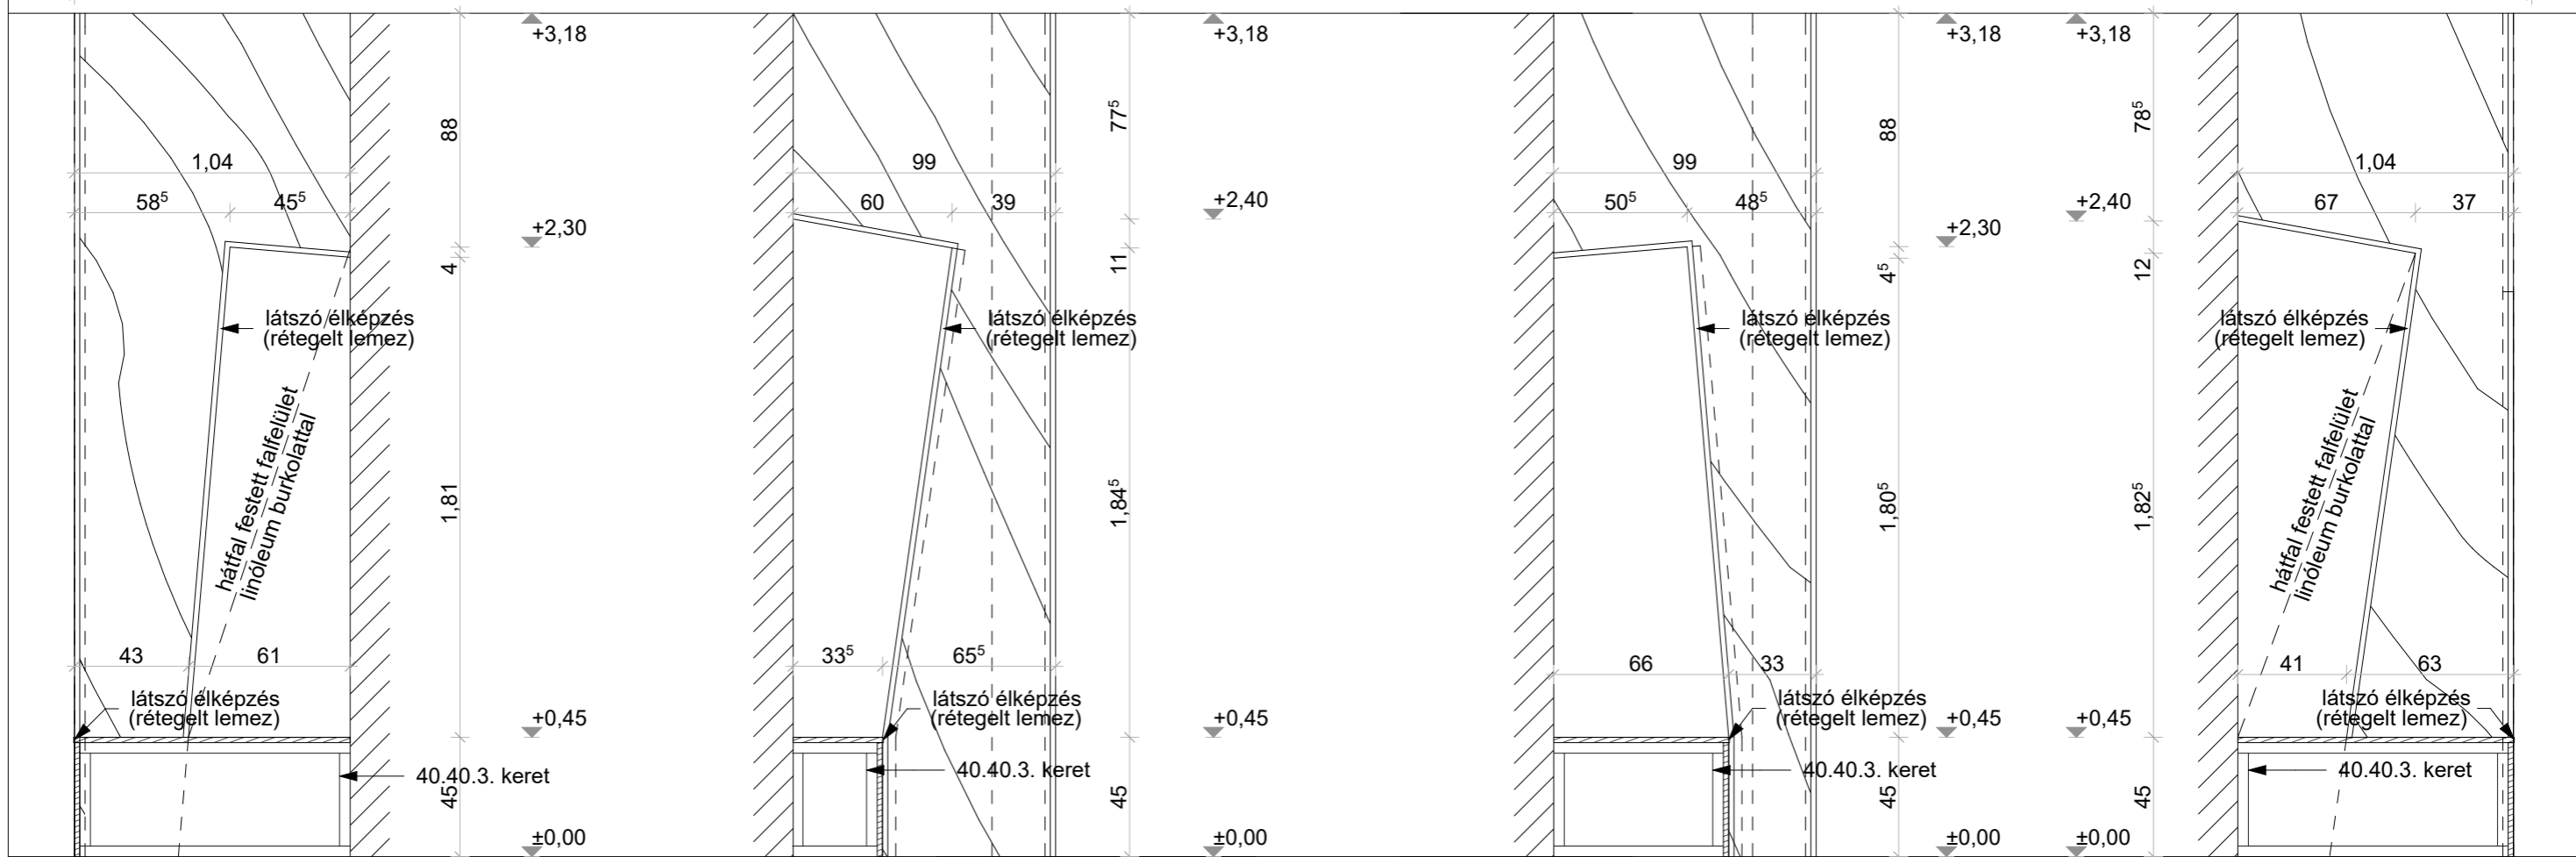 +3,18
88
1,04
58⁵ 45⁵
+2,30
4
látszó élképzés
(rétegelt lemez)
hátfal festett falfelület
linóleum burkolattal
1,81
43 61
látszó élképzés
(rétegelt lemez)
+0,45
40.40.3. keret
45
±0,00
+3,18
77⁵
99
60 39
+2,40
11
látszó élképzés
(rétegelt lemez)
1,84⁵
33⁵ 65⁵
látszó élképzés
(rétegelt lemez)
+0,45
40.40.3. keret
45
±0,00
+3,18
88
99
50⁵ 48⁵
+2,30
4⁵
látszó élképzés
(rétegelt lemez)
1,80⁵
66 33
látszó élképzés
(rétegelt lemez)
+0,45
40.40.3. keret
45
±0,00
+3,18
78⁵
1,04
67 37
+2,40
12
látszó élképzés
(rétegelt lemez)
hátfal festett falfelület
linóleum burkolattal
1,82⁵
41 63
látszó élképzés
(rétegelt lemez)
+0,45
40.40.3. keret
45
±0,00